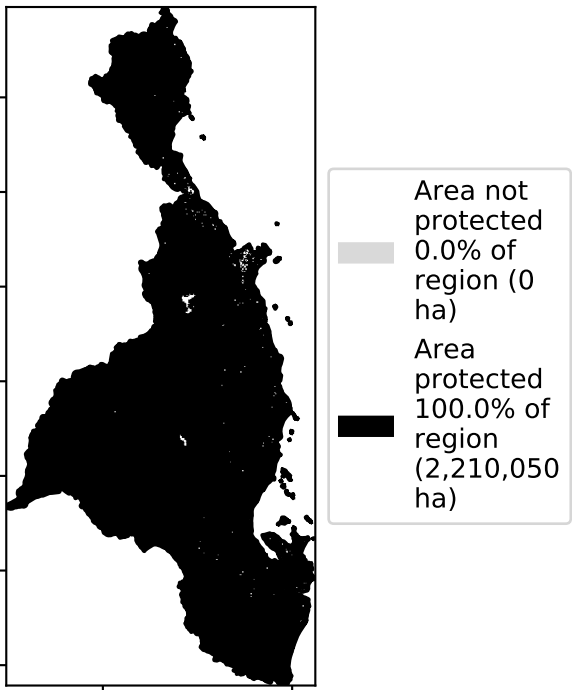 Area not
protected
0.0% of
region (0
ha)
Area
protected
100.0% of
region
(2,210,050
ha)